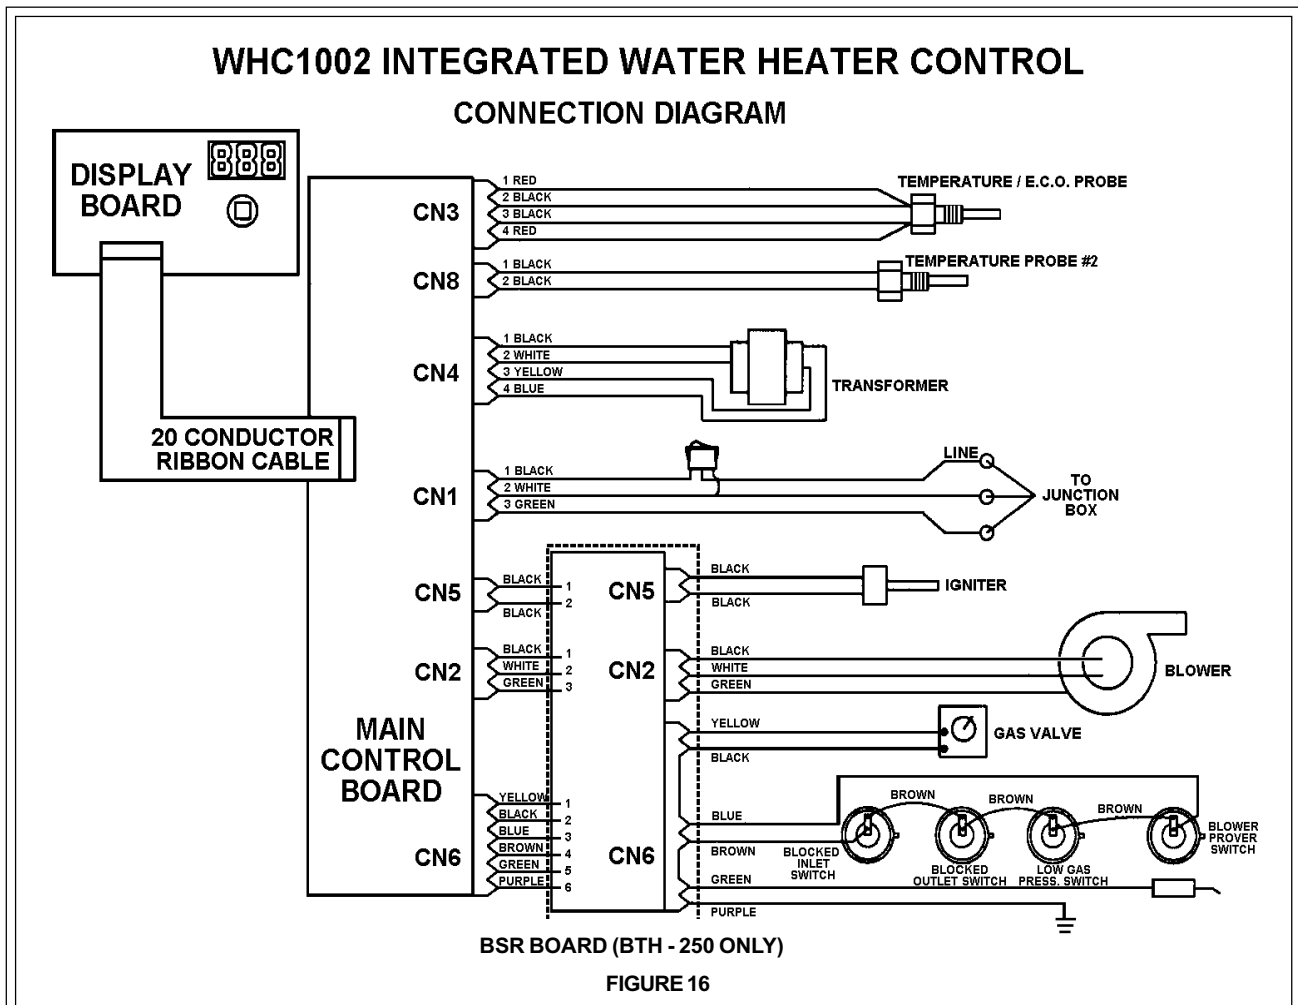 WHC1002 INTEGRATED WATER HEATER CONTROL
CONNECTION DIAGRAM
DISPLAY
BOARD
888
20 CONDUCTOR
RIBBON CABLE
MAIN
CONTROL
BOARD
CN3
1 RED
2 BLACK
3 BLACK
4 RED
TEMPERATURE / E.C.O. PROBE
CN8
1 BLACK
2 BLACK
TEMPERATURE PROBE #2
CN4
1 BLACK
2 WHITE
3 YELLOW
4 BLUE
TRANSFORMER
CN1
1 BLACK
2 WHITE
3 GREEN
LINE
TO
JUNCTION
BOX
CN5
BLACK 1
BLACK 2
CN5
BLACK
BLACK
IGNITER
CN2
BLACK 1
WHITE 2
GREEN 3
CN2
BLACK
WHITE
GREEN
BLOWER
YELLOW
BLACK
GAS VALVE
CN6
YELLOW 1
BLACK 2
BLUE 3
BROWN 4
GREEN 5
PURPLE 6
CN6
BLUE
BROWN
BROWN
BROWN
BROWN
BLOCKED
INLET
SWITCH
BLOCKED
OUTLET SWITCH
LOW GAS
PRESS. SWITCH
BLOWER
PROVER
SWITCH
GREEN
PURPLE
BSR BOARD (BTH - 250 ONLY)
FIGURE 16